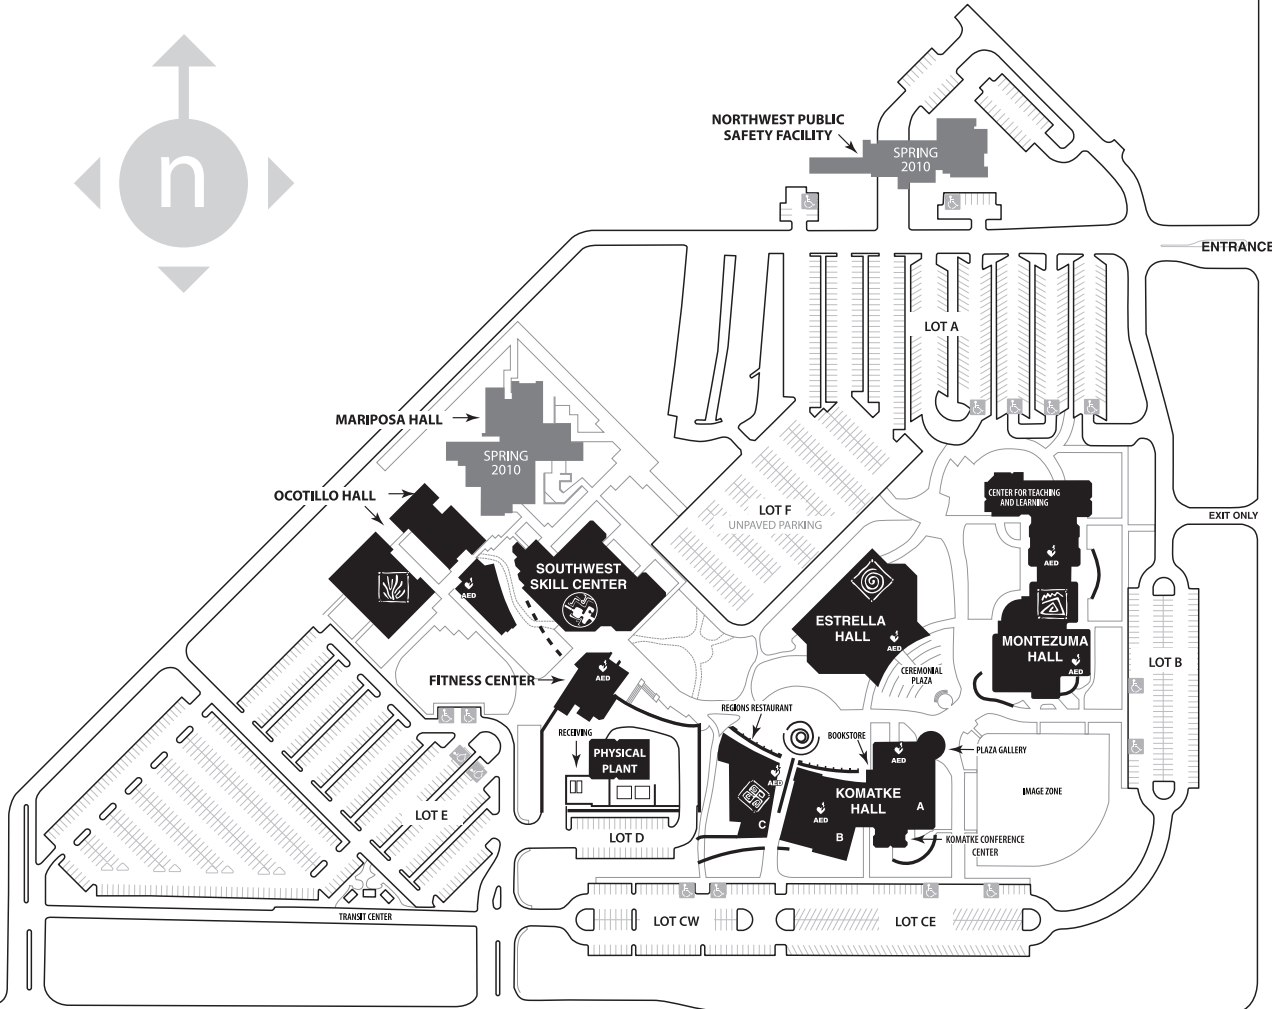 n
NORTHWEST PUBLIC
SAFETY FACILITY
SPRING
2010
ENTRANCE
LOT A
MARIPOSA HALL
SPRING
2010
OCOTILLO HALL
CENTER FOR TEACHING
AND LEARNING
LOT F
UNPAVED PARKING
EXIT ONLY
AED
AED
SOUTHWEST
SKILL CENTER
AED
ESTRELLA
HALL
AED
MONTEZUMA
HALL
AED
LOT B
CEREMONIAL
PLAZA
FITNESS CENTER
AED
REGIONS RESTAURANT
RECEIVING
BOOKSTORE
PHYSICAL
PLANT
AED
PLAZA GALLERY
AED
KOMATKE
HALL
A
IMAGE ZONE
LOT E
AED
C
B
LOT D
KOMATKE CONFERENCE
CENTER
TRANSIT CENTER
LOT CW
LOT CE